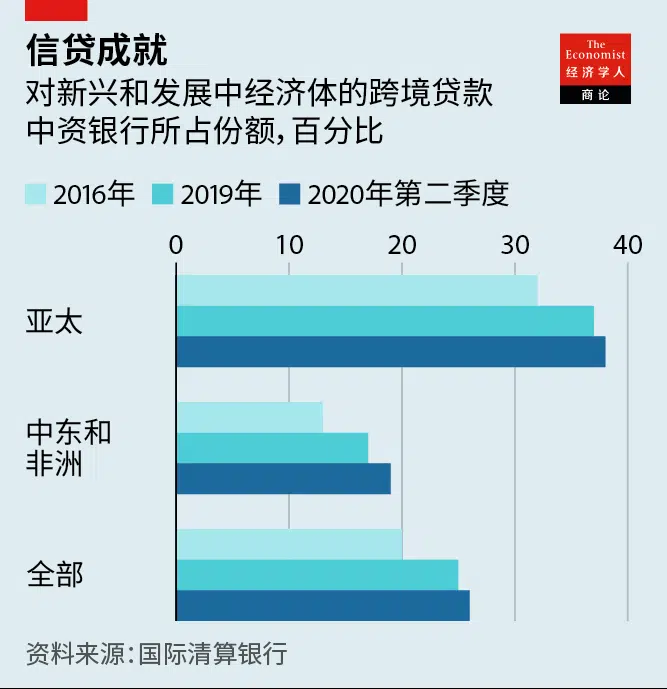 信贷成就
The
Economist
经济学人
商论
对新兴和发展中经济体的跨境贷款
中资银行所占份额，百分比
2016年 2019年 2020年第二季度
0 10 20 30 40
亚太
中东和
非洲
全部
资料来源：国际清算银行